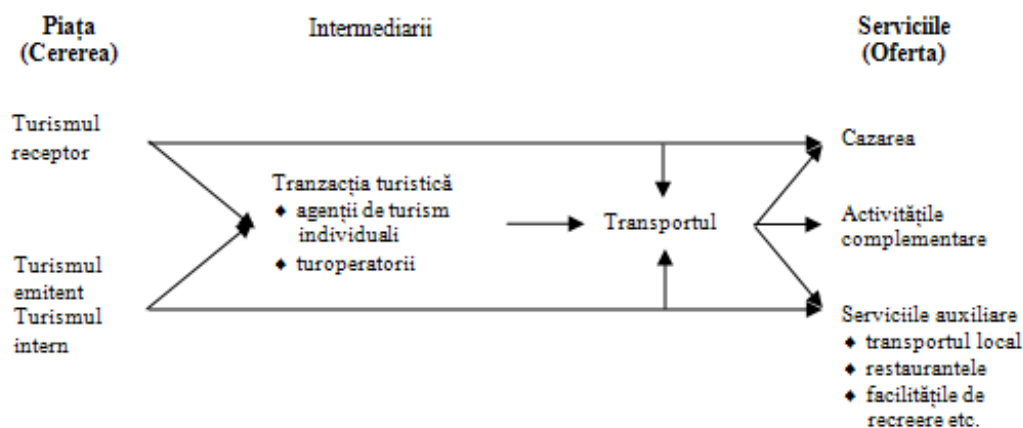 Piața
(Cererea)
Intermediarii
Serviciile
(Oferta)
Turismul
receptor
Cazarea
Tranzacția turistică
♦ agenții de turism
individuali
♦ turoperatorii
Transportul
Activitățile
complementare
Turismul
emitent
Turismul
intern
Serviciile auxiliare
♦ transportul local
♦ restaurantele
♦ facilitățile de
recreere etc.